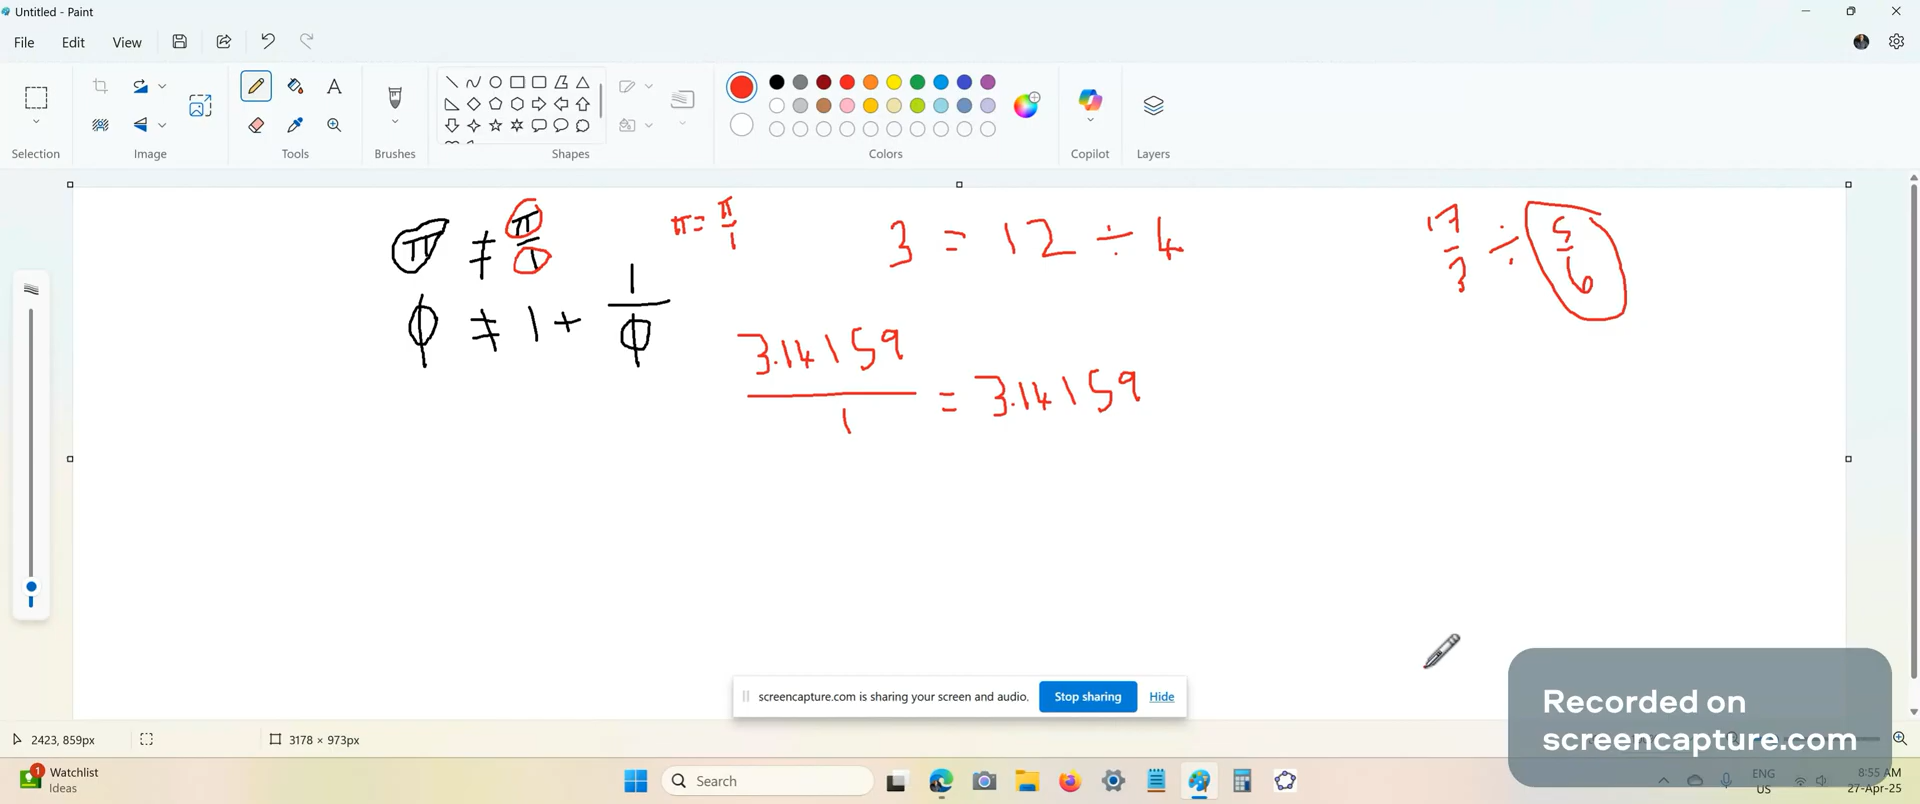 Untitled - Paint
File Edit View
Selection Image Tools Brushes Shapes Colors Copilot Layers
π ≠ π/1
π = π/1
3 = 12 ÷ 4
17/3 ÷ 5/6
φ ≠ 1 + 1/φ
3.14159/1 = 3.14159
screencapture.com is sharing your screen and audio. Stop sharing Hide
Recorded on
screencapture.com
2423, 859px 3178 × 973px
1 Watchlist
Ideas
Search
ENG
US
8:55 AM
27-Apr-25